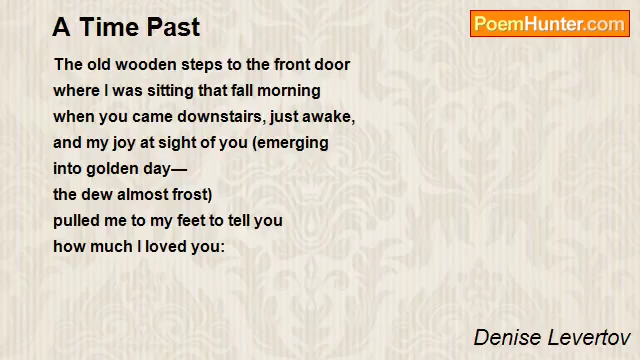 A Time Past
PoemHunter.com
The old wooden steps to the front door
where I was sitting that fall morning
when you came downstairs, just awake,
and my joy at sight of you (emerging
into golden day—
the dew almost frost)
pulled me to my feet to tell you
how much I loved you:
Denise Levertov